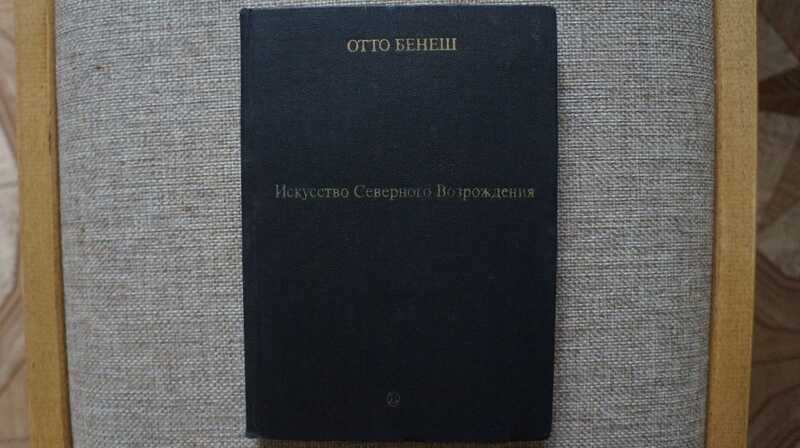 ОТТО БЕНЕШ
Искусство Северного Возрождения